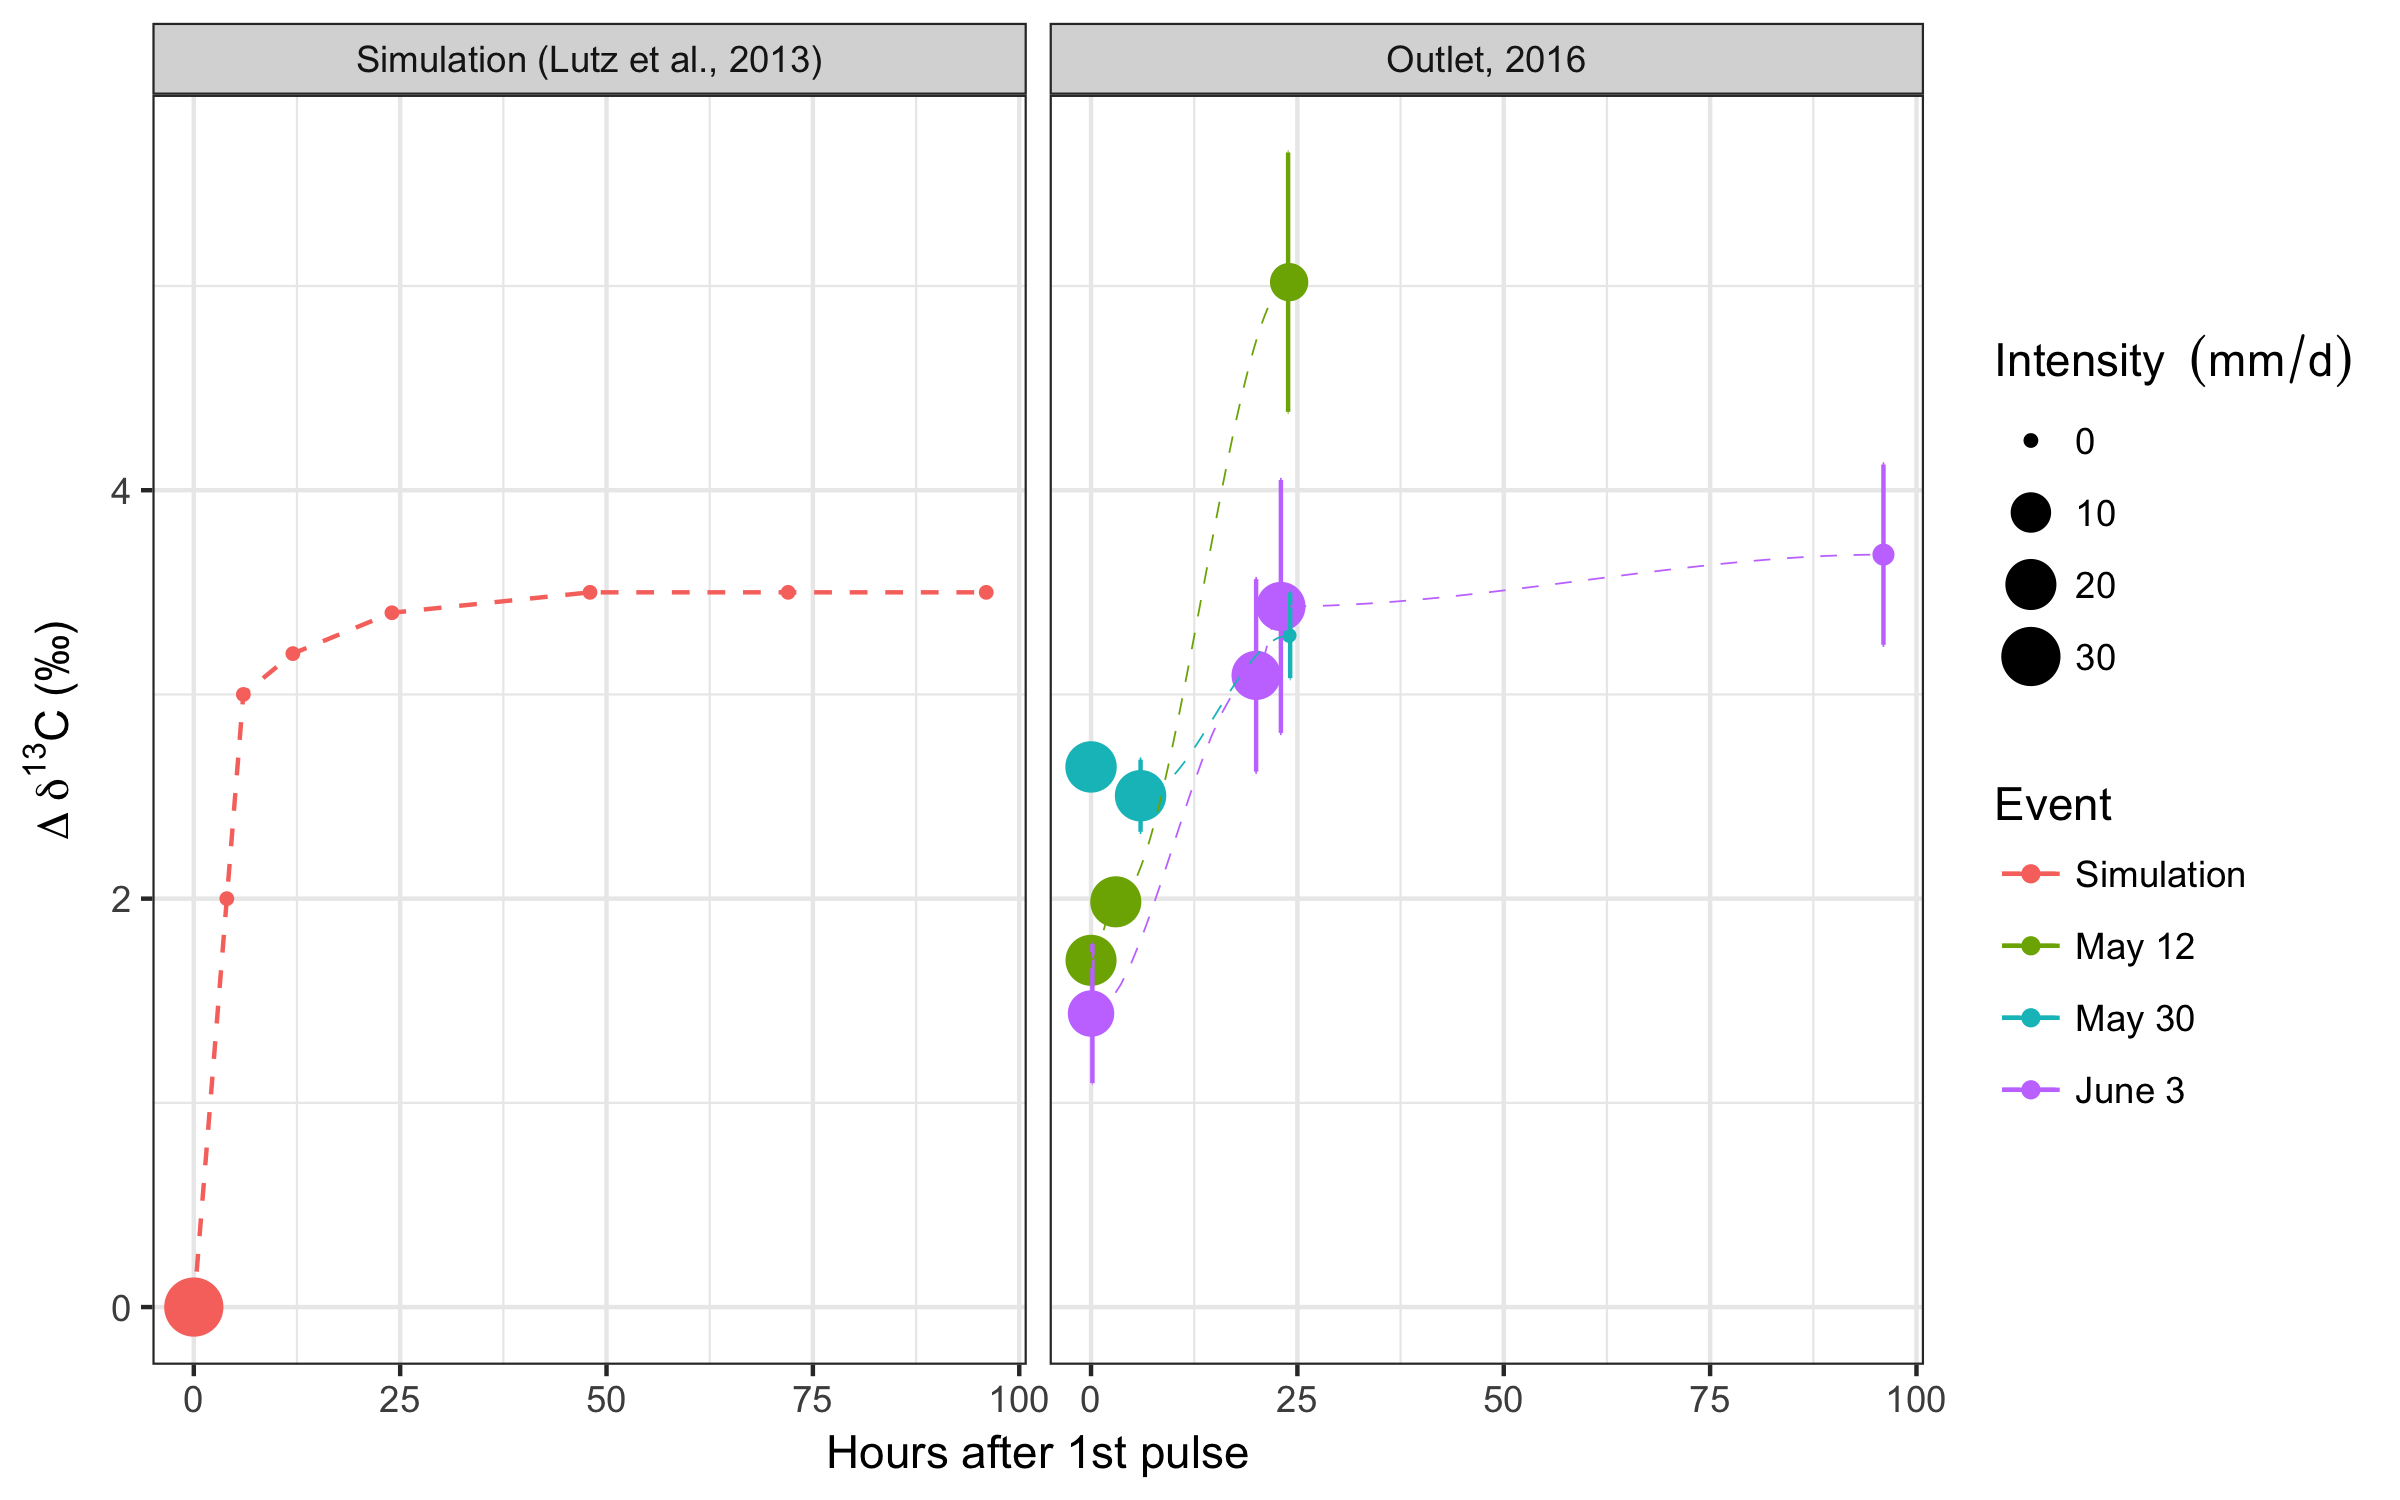 Simulation (Lutz et al., 2013)
Outlet, 2016
Δ δ¹³C (‰)
4
2
0
0 25 50 75 100
0 25 50 75 100
Hours after 1st pulse
Intensity (mm/d)
0
10
20
30
Event
Simulation
May 12
May 30
June 3